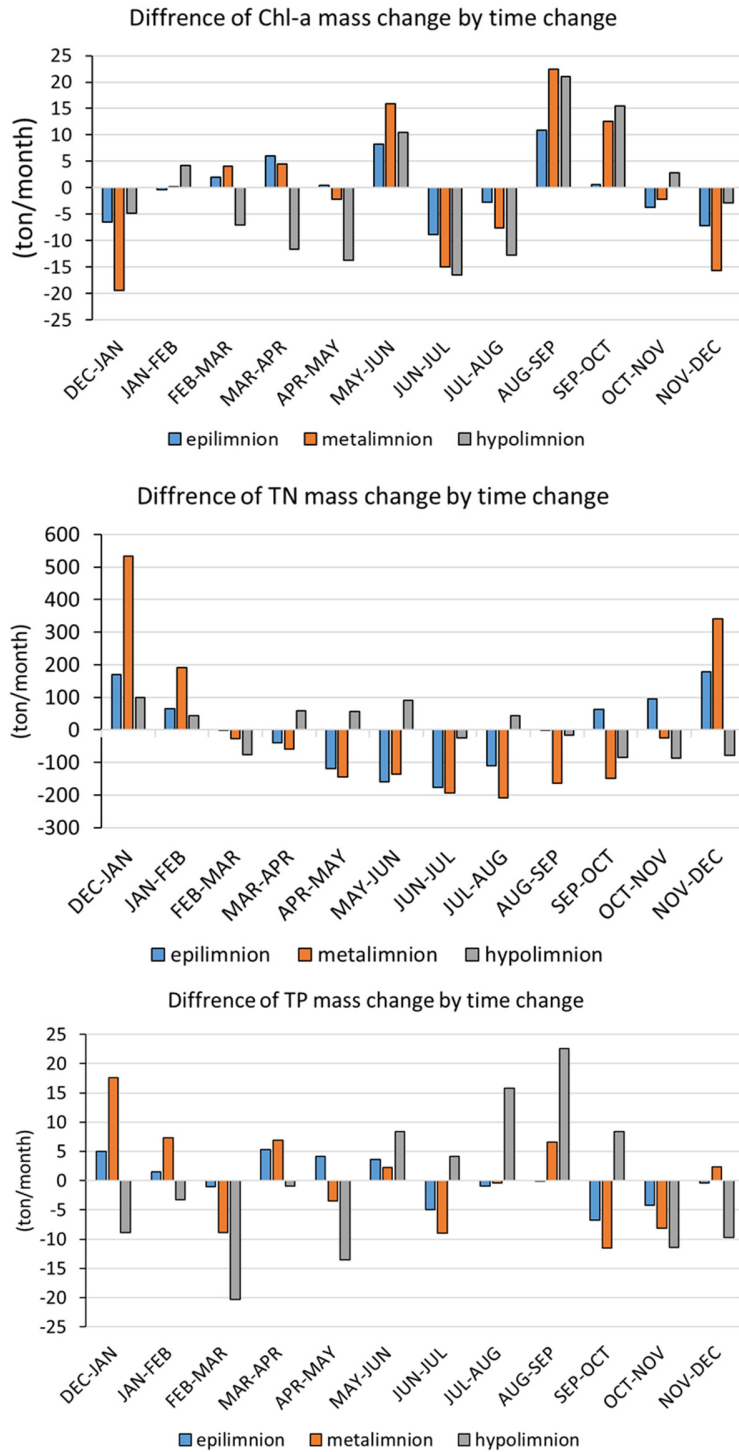 Diffrence of Chl-a mass change by time change
25
20
15
10
5
0
-5
-10
-15
-20
-25
(ton/month)
DEC-JAN
JAN-FEB
FEB-MAR
MAR-APR
APR-MAY
MAY-JUN
JUN-JUL
JUL-AUG
AUG-SEP
SEP-OCT
OCT-NOV
NOV-DEC
epilimnion metalimnion hypolimnion
Diffrence of TN mass change by time change
600
500
400
300
200
100
0
-100
-200
-300
(ton/month)
DEC-JAN
JAN-FEB
FEB-MAR
MAR-APR
APR-MAY
MAY-JUN
JUN-JUL
JUL-AUG
AUG-SEP
SEP-OCT
OCT-NOV
NOV-DEC
epilimnion metalimnion hypolimnion
Diffrence of TP mass change by time change
25
20
15
10
5
0
-5
-10
-15
-20
-25
(ton/month)
DEC-JAN
JAN-FEB
FEB-MAR
MAR-APR
APR-MAY
MAY-JUN
JUN-JUL
JUL-AUG
AUG-SEP
SEP-OCT
OCT-NOV
NOV-DEC
epilimnion metalimnion hypolimnion